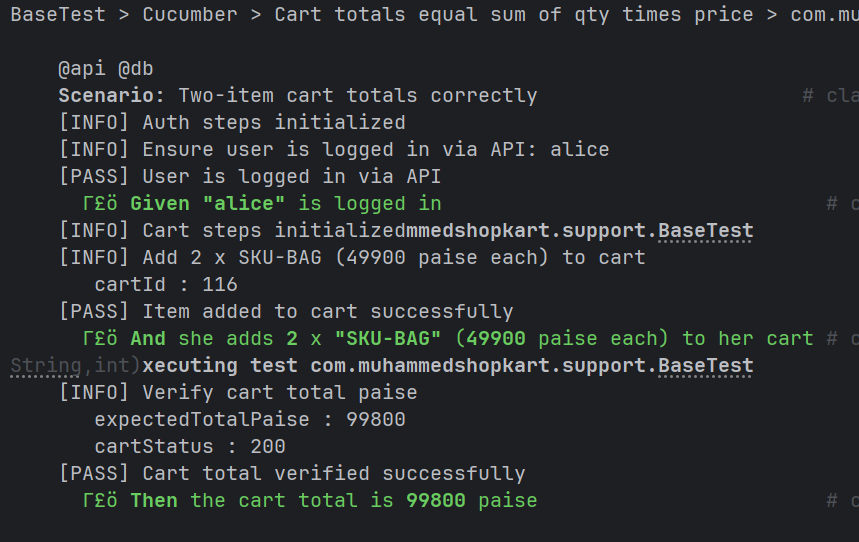 BaseTest > Cucumber > Cart totals equal sum of qty times price > com.mu
@api @db
Scenario: Two-item cart totals correctly # cla
[INFO] Auth steps initialized
[INFO] Ensure user is logged in via API: alice
[PASS] User is logged in via API
Γ£ö Given "alice" is logged in # c
[INFO] Cart steps initializedmmedshopkart.support.BaseTest
[INFO] Add 2 x SKU-BAG (49900 paise each) to cart
cartId : 116
[PASS] Item added to cart successfully
Γ£ö And she adds 2 x "SKU-BAG" (49900 paise each) to her cart # c
String,int)xecuting test com.muhammedshopkart.support.BaseTest
[INFO] Verify cart total paise
expectedTotalPaise : 99800
cartStatus : 200
[PASS] Cart total verified successfully
Γ£ö Then the cart total is 99800 paise # c